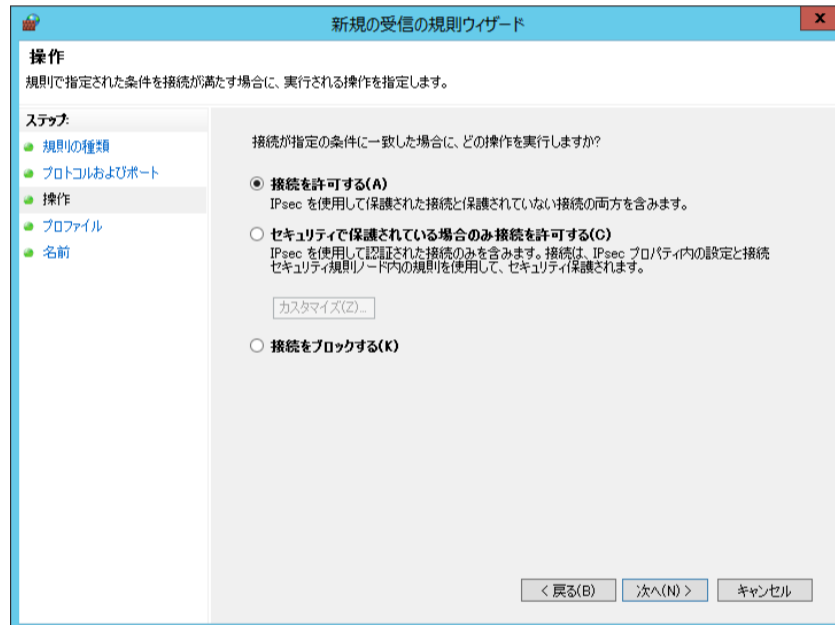 新規の受信の規則ウィザード
x
操作
規則で指定された条件を接続が満たす場合に、実行される操作を指定します。
ステップ:
規則の種類
プロトコルおよびポート
操作
プロファイル
名前
接続が指定の条件に一致した場合に、どの操作を実行しますか?
接続を許可する(A)
IPsec を使用して保護された接続と保護されていない接続の両方を含みます。
セキュリティで保護されている場合のみ接続を許可する(C)
IPsec を使用して認証された接続のみを含みます。接続は、IPsec プロパティ内の設定と接続
セキュリティ規則ノード内の規則を使用して、セキュリティ保護されます。
カスタマイズ(Z)...
接続をブロックする(K)
< 戻る(B)
次へ(N) >
キャンセル